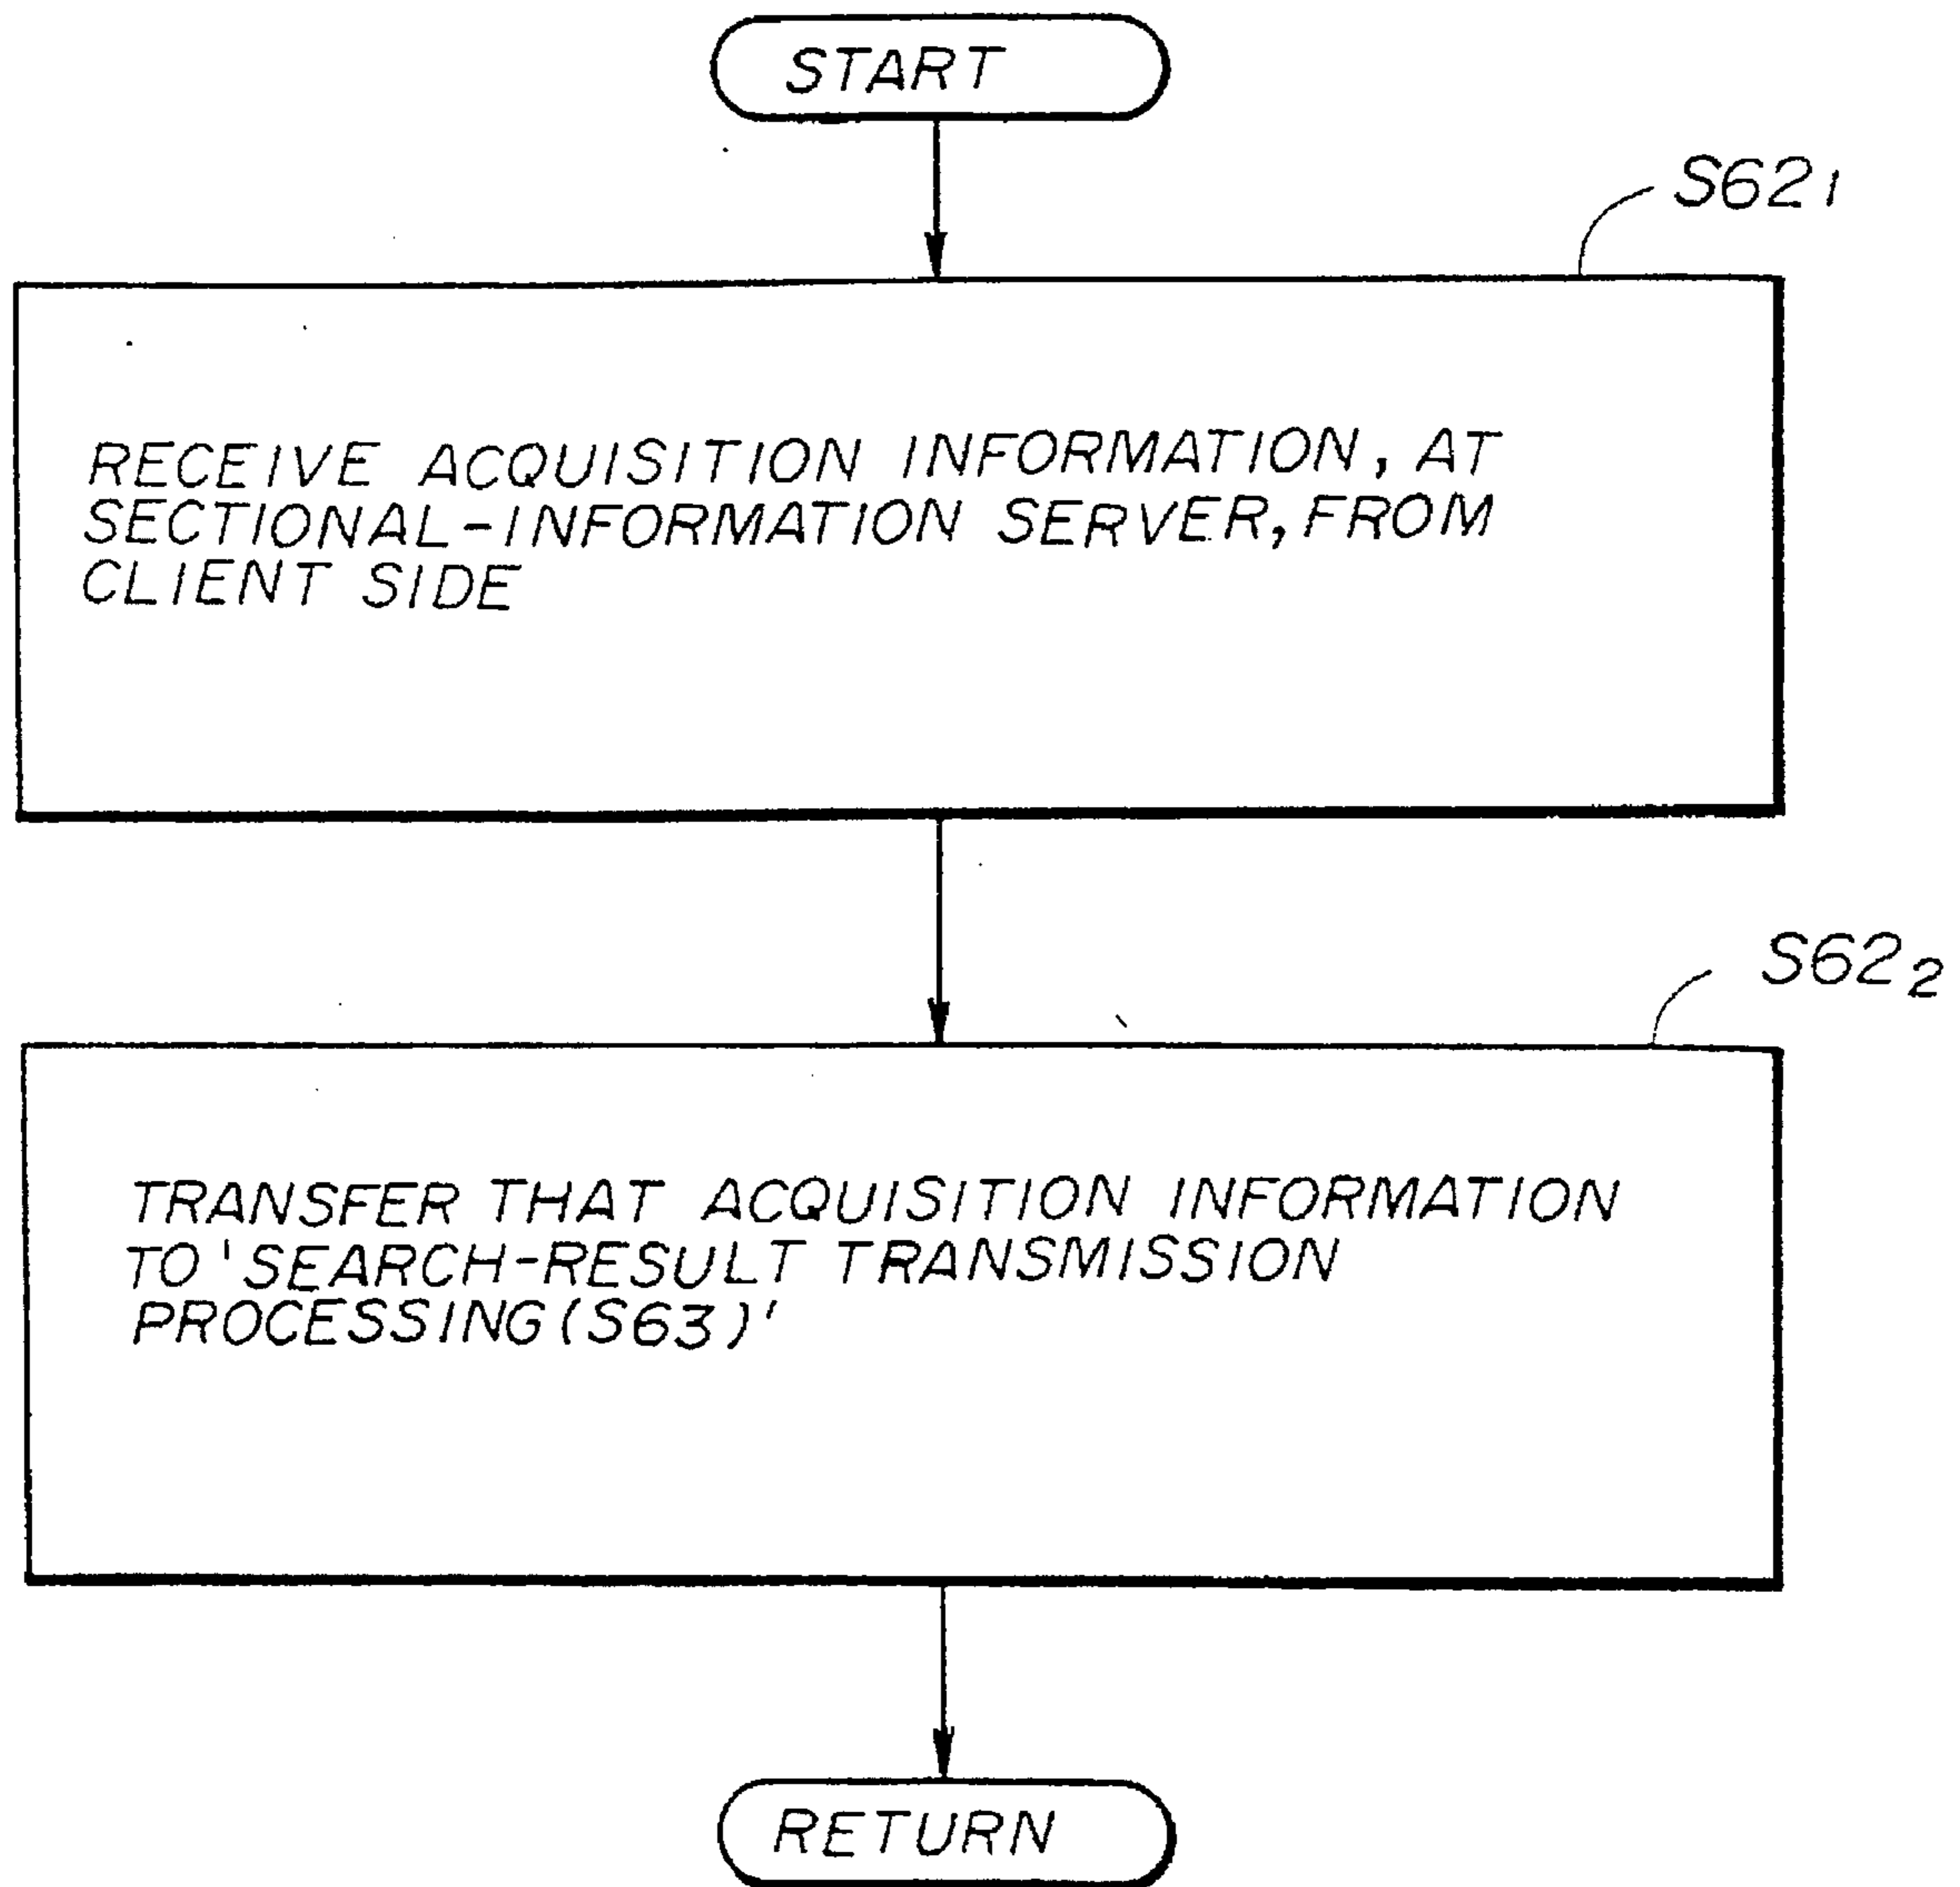 START
S62₁
RECEIVE ACQUISITION INFORMATION, AT
SECTIONAL-INFORMATION SERVER, FROM
CLIENT SIDE
S62₂
TRANSFER THAT ACQUISITION INFORMATION
TO 'SEARCH-RESULT TRANSMISSION
PROCESSING(S63)'
RETURN